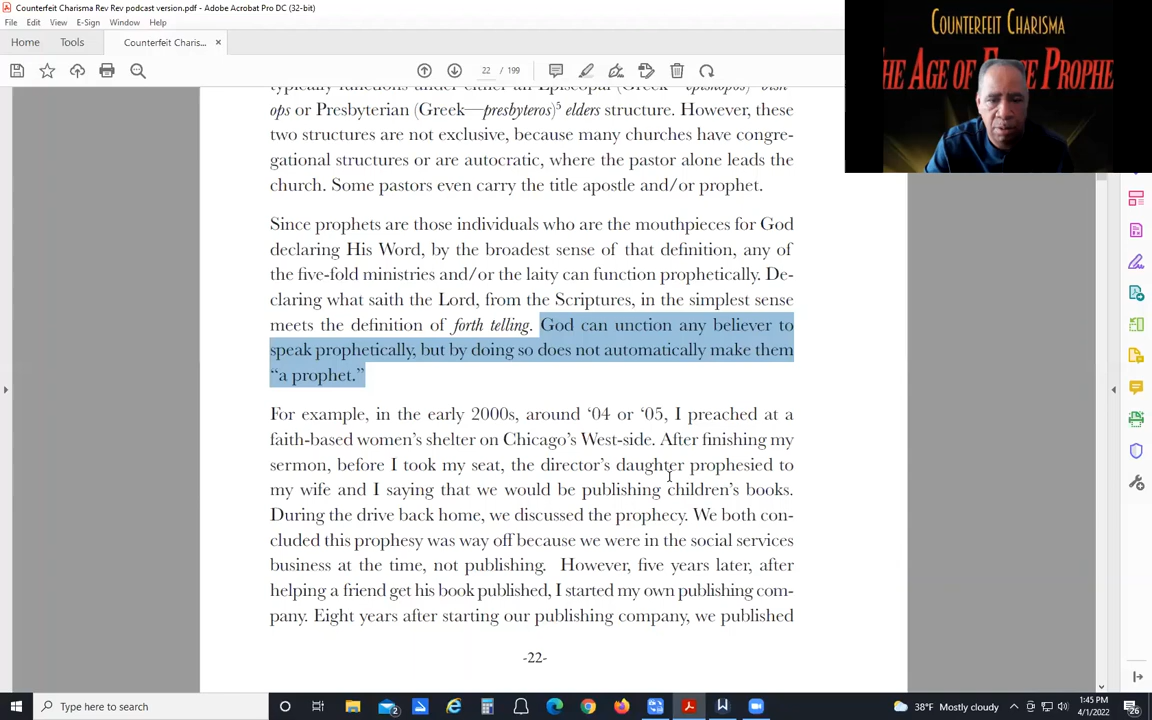 Counterfeit Charisma Rev Rev podcast version.pdf - Adobe Acrobat Pro DC (32-bit)
File Edit View E-Sign Window Help
Home Tools Counterfeit Charis... ×
22 / 199
COUNTERFEIT CHARISMA
HE AGE OF PROPHE
typically functions under either an Episcopal (Greek—episkopos) bish-
ops or Presbyterian (Greek—presbyteros)5 elders structure. However, these
two structures are not exclusive, because many churches have congre-
gational structures or are autocratic, where the pastor alone leads the
church. Some pastors even carry the title apostle and/or prophet.
Since prophets are those individuals who are the mouthpieces for God
declaring His Word, by the broadest sense of that definition, any of
the five-fold ministries and/or the laity can function prophetically. De-
claring what saith the Lord, from the Scriptures, in the simplest sense
meets the definition of forth telling. God can unction any believer to
speak prophetically, but by doing so does not automatically make them
“a prophet.”
For example, in the early 2000s, around ‘04 or ‘05, I preached at a
faith-based women’s shelter on Chicago’s West-side. After finishing my
sermon, before I took my seat, the director’s daughter prophesied to
my wife and I saying that we would be publishing children’s books.
During the drive back home, we discussed the prophecy. We both con-
cluded this prophesy was way off because we were in the social services
business at the time, not publishing. However, five years later, after
helping a friend get his book published, I started my own publishing com-
pany. Eight years after starting our publishing company, we published
-22-
Type here to search
38°F Mostly cloudy
1:45 PM
4/1/2022
26